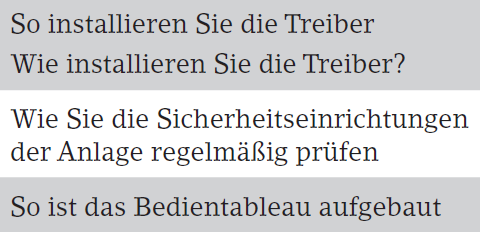 So installieren Sie die Treiber
Wie installieren Sie die Treiber?
Wie Sie die Sicherheitseinrichtungen
der Anlage regelmäßig prüfen
So ist das Bedientableau aufgebaut